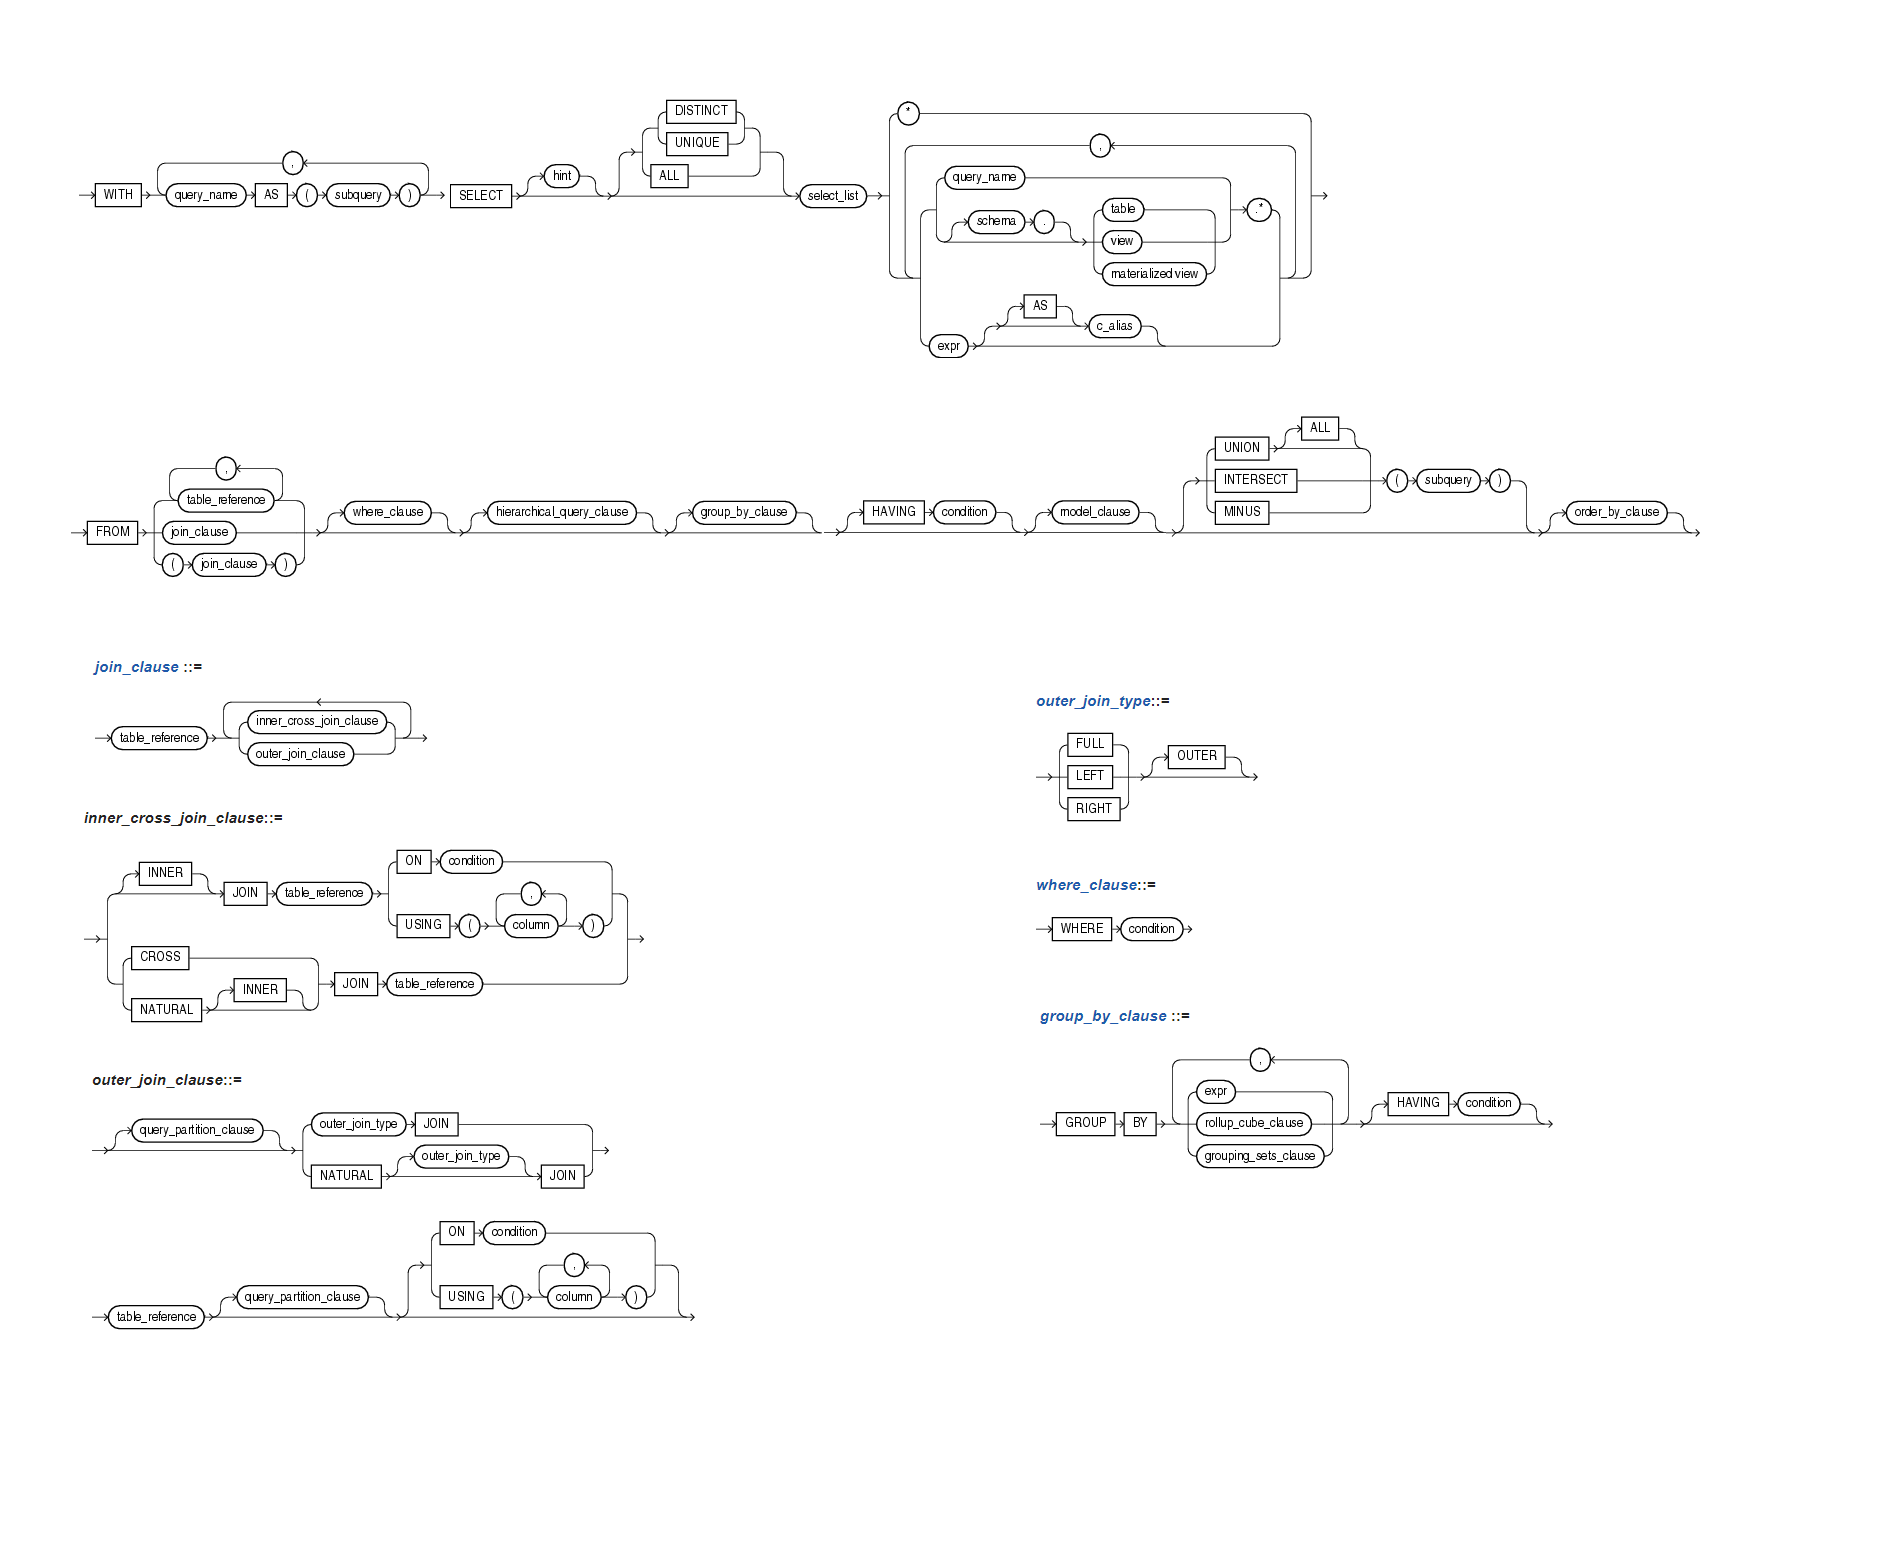 DISTINCT
*
UNIQUE
,
,
hint
ALL
query_name
WITH query_name AS ( subquery ) SELECT select_list
table
.*
schema .
view
materialized view
AS
c_alias
expr
ALL
UNION
,
INTERSECT ( subquery )
table_reference
where_clause hierarchical_query_clause group_by_clause HAVING condition model_clause MINUS order_by_clause
FROM join_clause
( join_clause )
join_clause ::=
inner_cross_join_clause
table_reference
outer_join_clause
outer_join_type::=
FULL
OUTER
LEFT
RIGHT
inner_cross_join_clause::=
ON condition
INNER
JOIN table_reference ,
USING ( column )
CROSS
INNER JOIN table_reference
NATURAL
where_clause::=
WHERE condition
group_by_clause ::=
,
expr
HAVING condition
GROUP BY rollup_cube_clause
grouping_sets_clause
outer_join_clause::=
query_partition_clause outer_join_type JOIN
outer_join_type
NATURAL JOIN
ON condition
,
query_partition_clause USING ( column )
table_reference